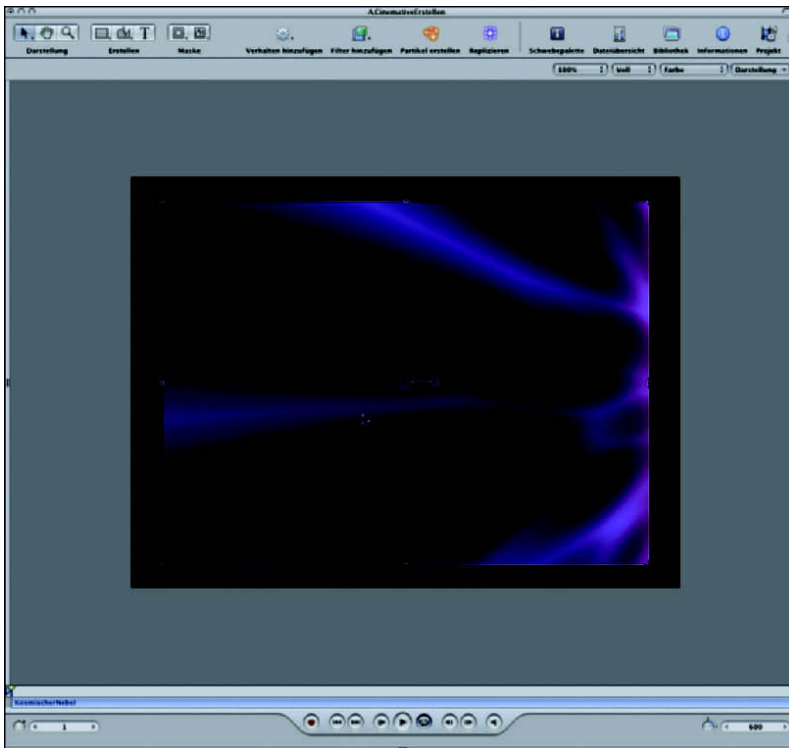 A.CinemativeErstellen
T
Darstellung Erstellen Maske Verhalten hinzufügen Filter hinzufügen Partikel erstellen Replizieren Schwebepalette Dateiübersicht Bibliothek Informationen Projekt
100% Voll Farbe Darstellung
KosmischerNebel
1 600